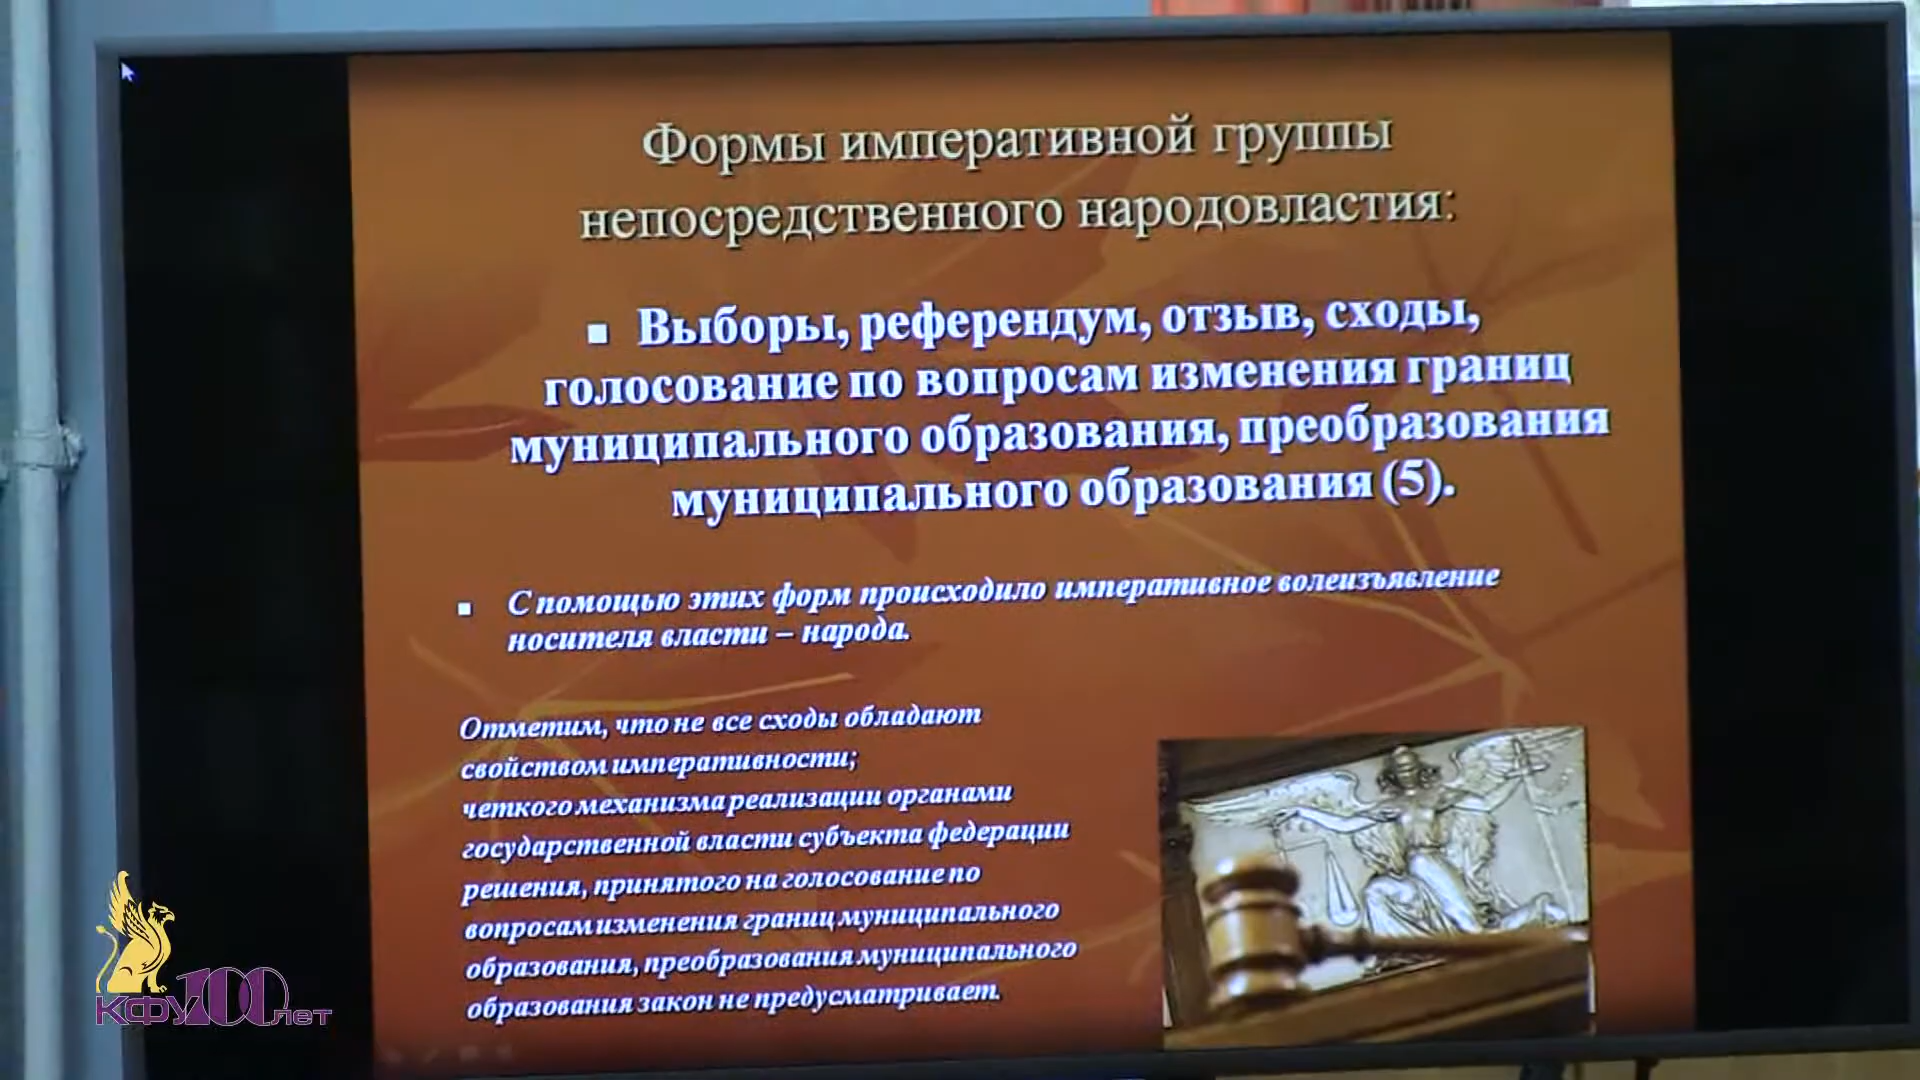 Формы императивной группы
непосредственного народовластия:
▪ Выборы, референдум, отзыв, сходы,
голосование по вопросам изменения границ
муниципального образования, преобразования
муниципального образования (5).
▪ С помощью этих форм происходило императивное волеизъявление
носителя власти – народа.
Отметим, что не все сходы обладают
свойством императивности;
четкого механизма реализации органами
государственной власти субъекта федерации
решения, принятого на голосование по
вопросам изменения границ муниципального
образования, преобразования муниципального
образования закон не предусматривает.
КФУ 100 лет